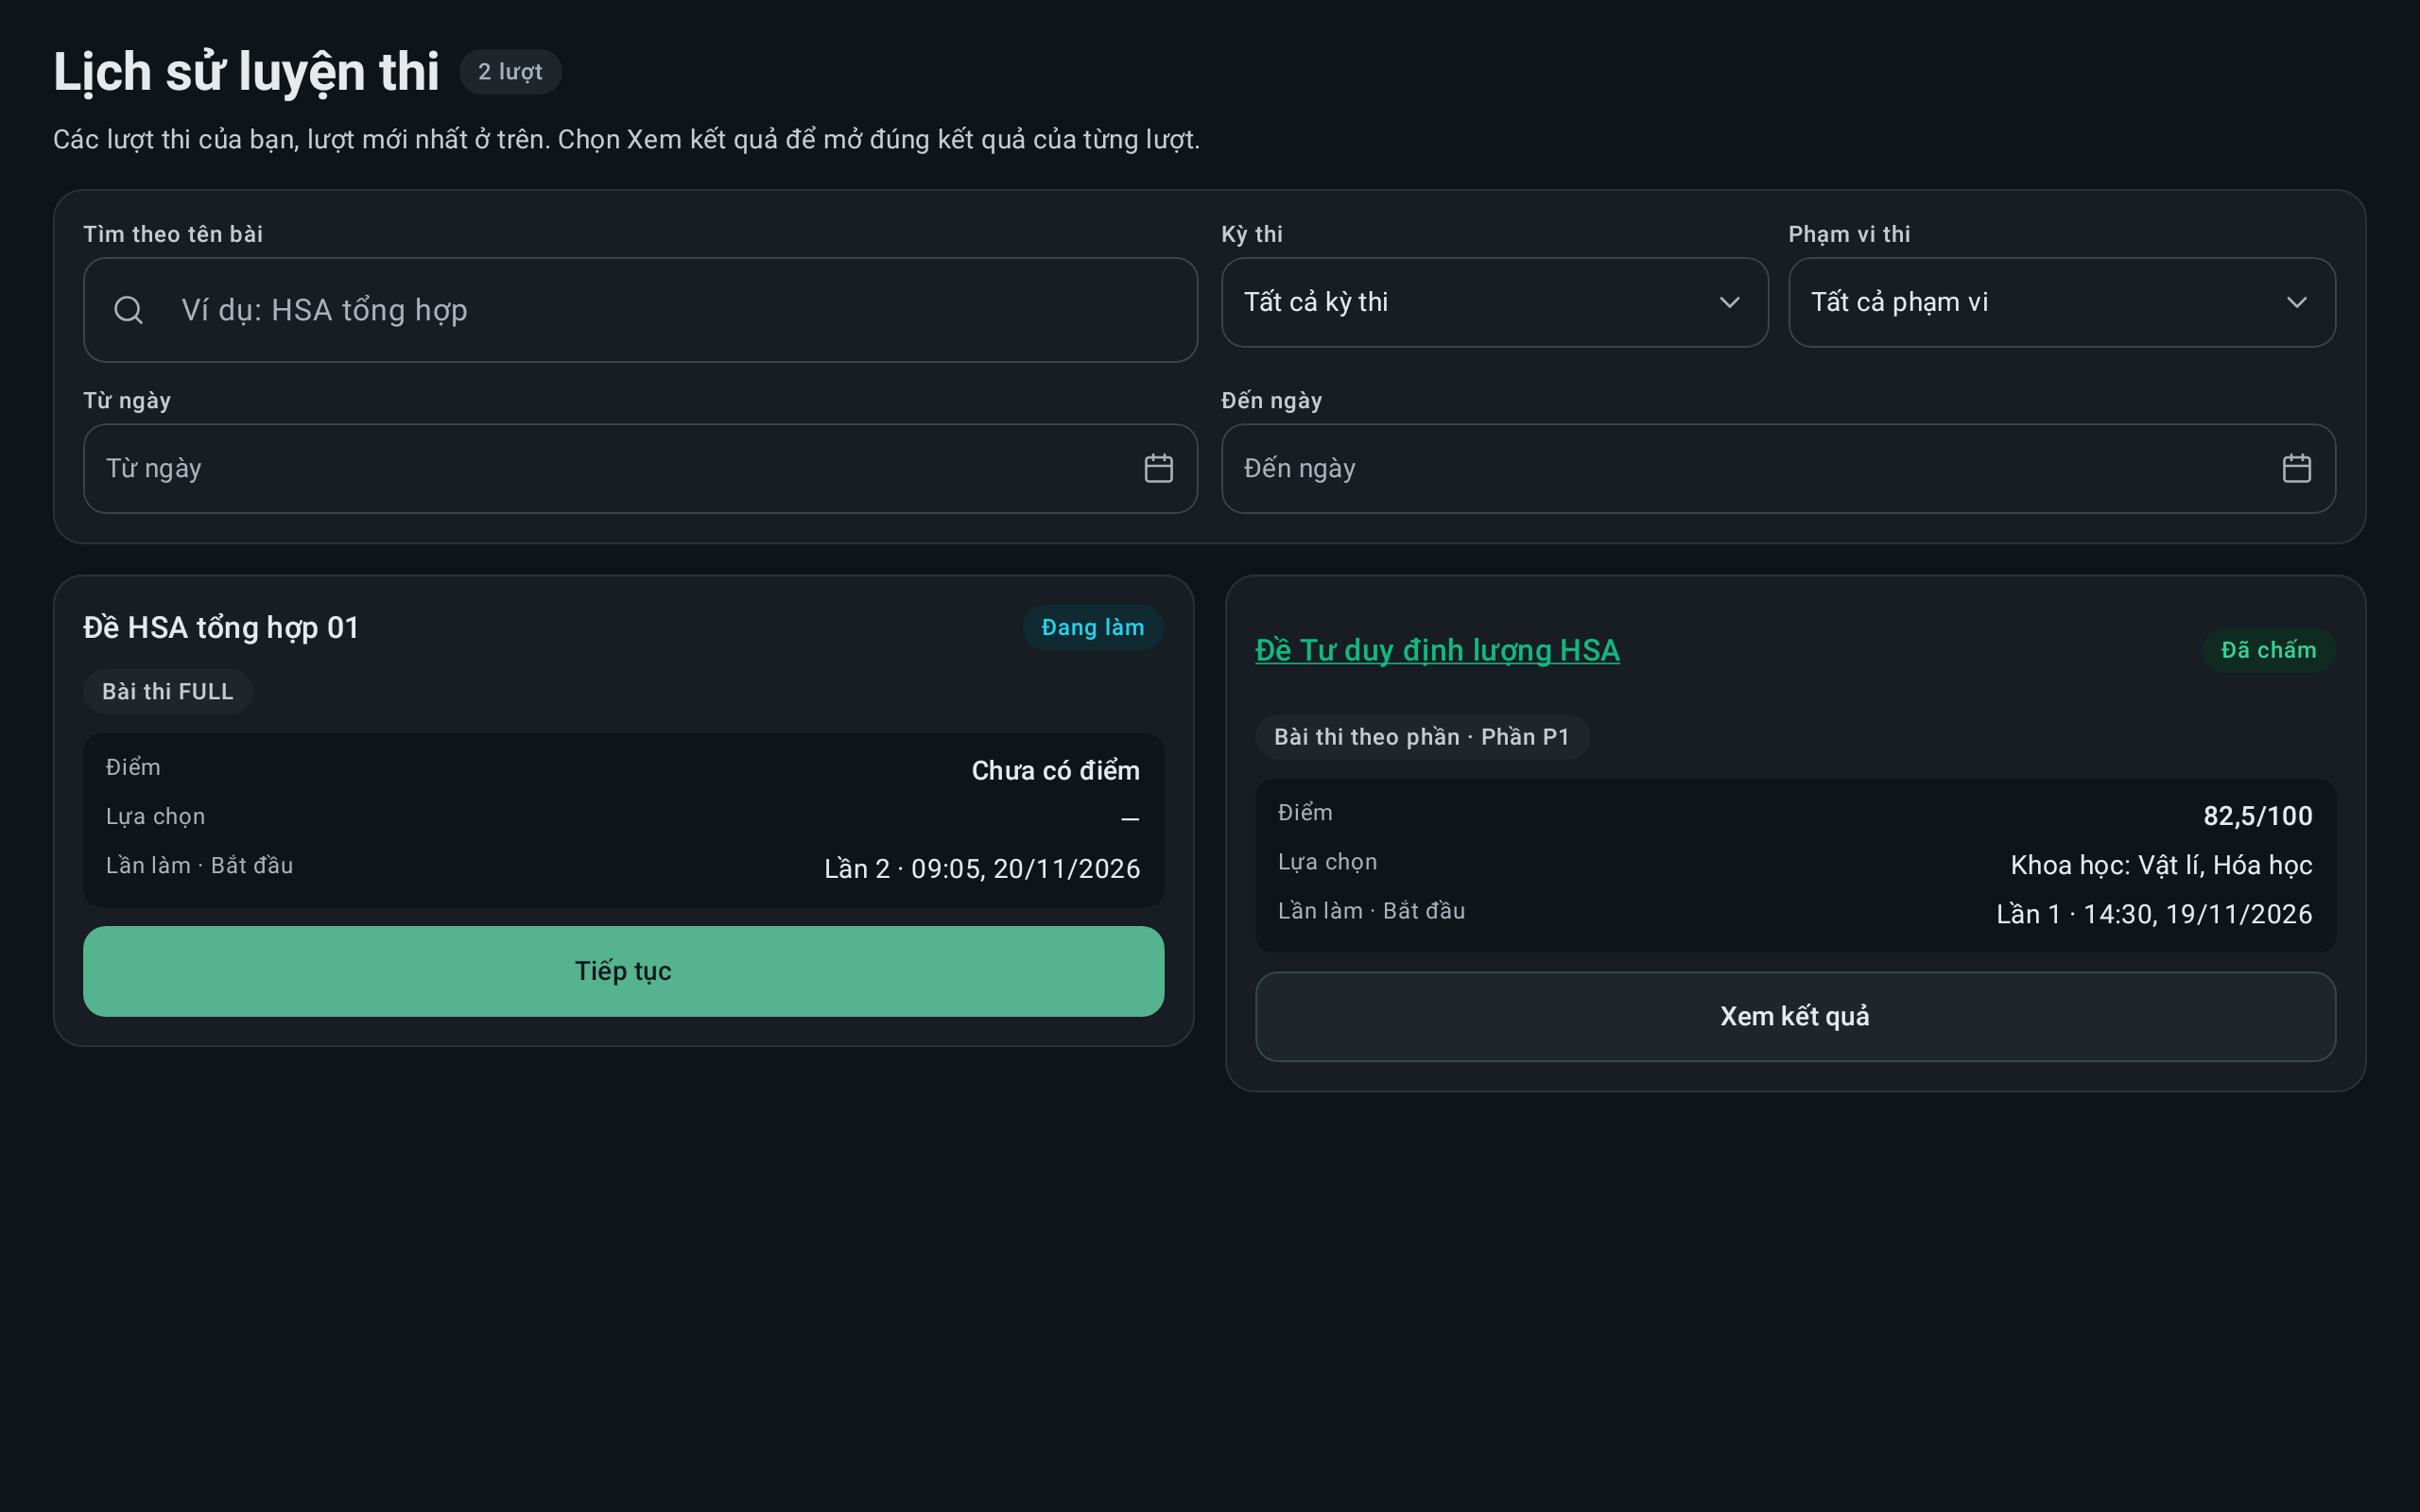 Lịch sử luyện thi
2 lượt
Các lượt thi của bạn, lượt mới nhất ở trên. Chọn Xem kết quả để mở đúng kết quả của từng lượt.
Tìm theo tên bài
Ví dụ: HSA tổng hợp
Kỳ thi
Tất cả kỳ thi
Phạm vi thi
Tất cả phạm vi
Từ ngày
Từ ngày
Đến ngày
Đến ngày
Đề HSA tổng hợp 01
Đang làm
Bài thi FULL
Điểm
Chưa có điểm
Lựa chọn
—
Lần làm · Bắt đầu
Lần 2 · 09:05, 20/11/2026
Tiếp tục
Đề Tư duy định lượng HSA
Đã chấm
Bài thi theo phần · Phần P1
Điểm
82,5/100
Lựa chọn
Khoa học: Vật lí, Hóa học
Lần làm · Bắt đầu
Lần 1 · 14:30, 19/11/2026
Xem kết quả